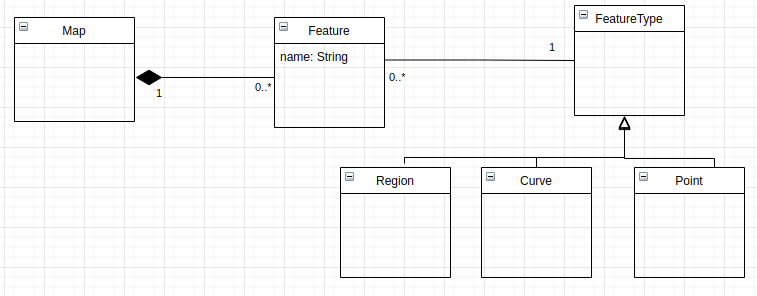 Map
Feature
FeatureType
name: String
1
0..*
0..*
1
Region
Curve
Point